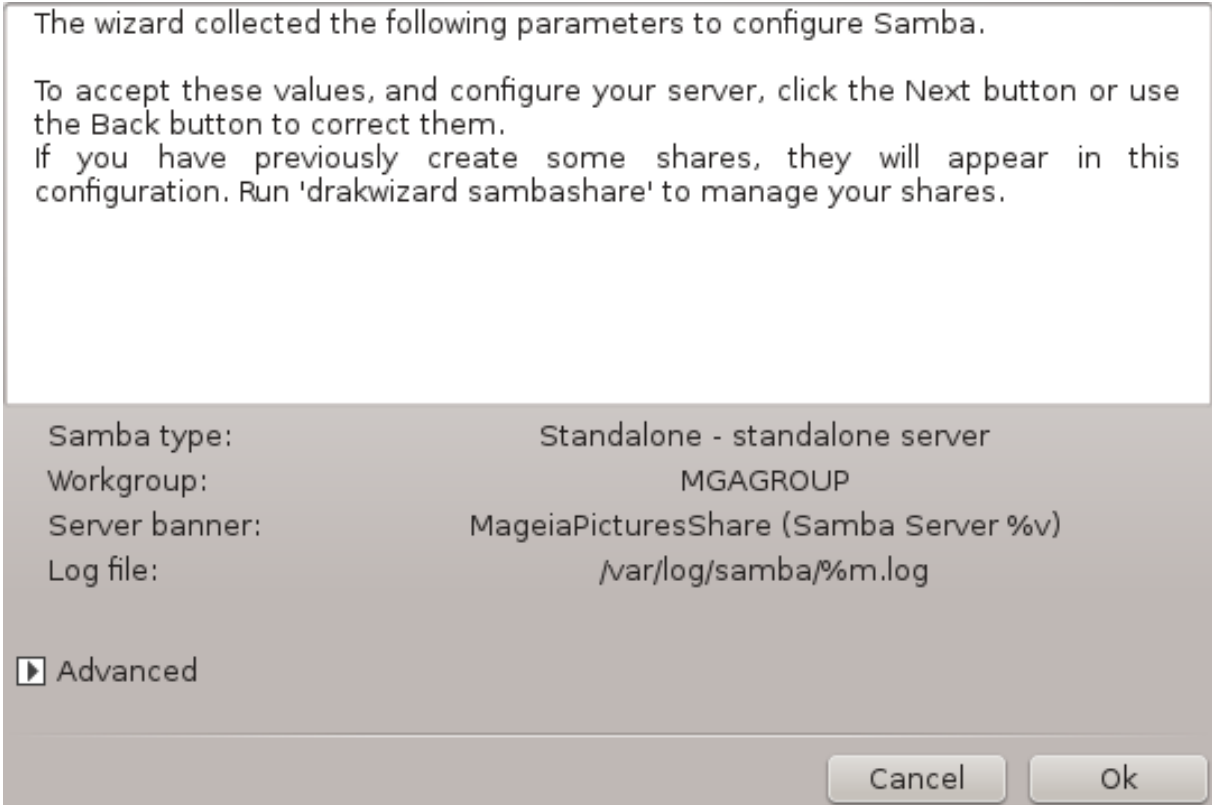 The wizard collected the following parameters to configure Samba.
To accept these values, and configure your server, click the Next button or use
the Back button to correct them.
If you have previously create some shares, they will appear in this
configuration. Run 'drakwizard sambashare' to manage your shares.
Samba type: Standalone - standalone server
Workgroup: MGAGROUP
Server banner: MageiaPicturesShare (Samba Server %v)
Log file: /var/log/samba/%m.log
Advanced
Cancel Ok